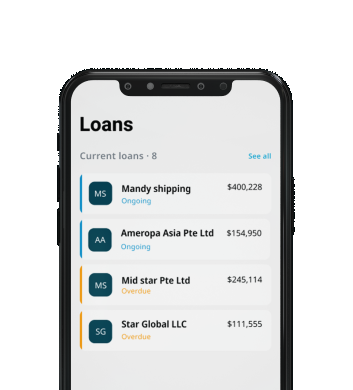 Loans
Current loans · 8 See all
MS Mandy shipping $400,228
Ongoing
AA Ameropa Asia Pte Ltd $154,950
Ongoing
MS Mid star Pte Ltd $245,114
Overdue
SG Star Global LLC $111,555
Overdue